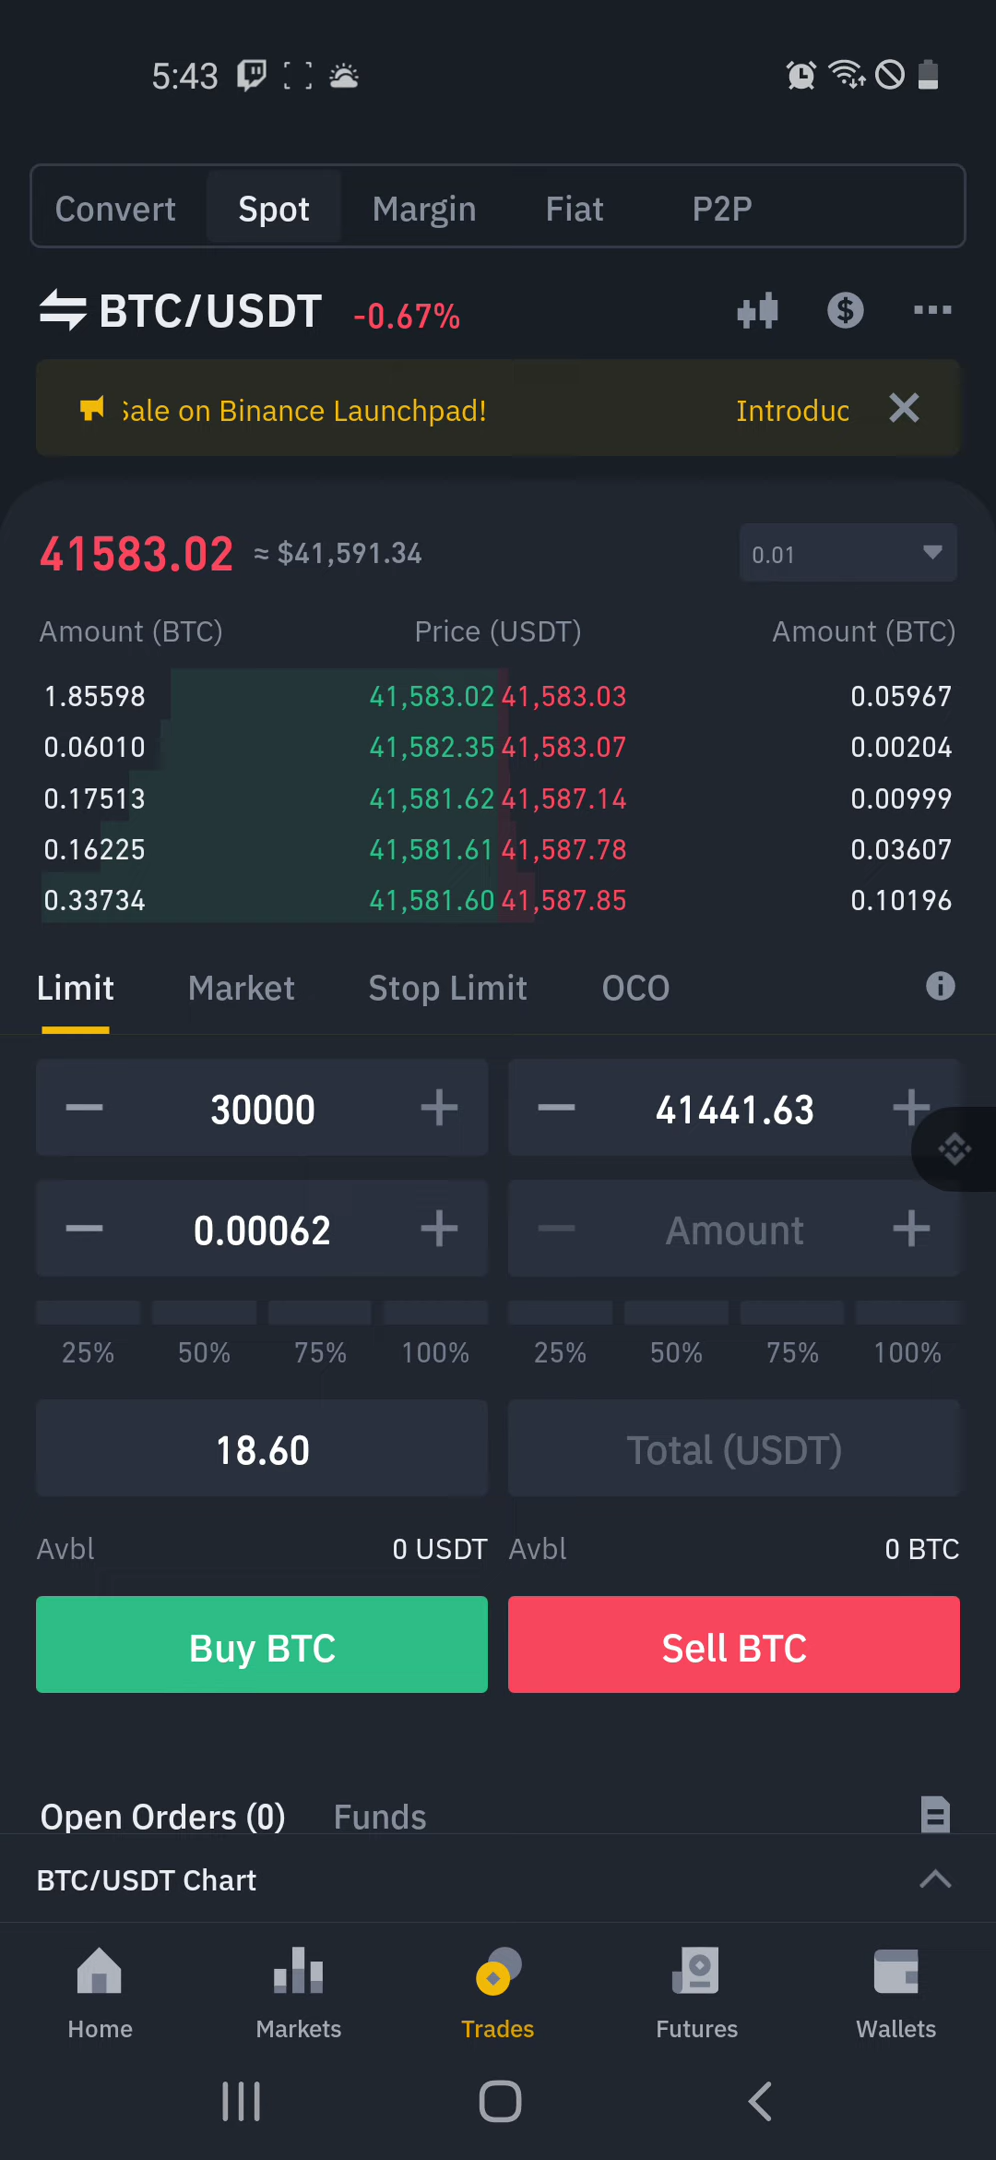 5:43
Convert Spot Margin Fiat P2P
BTC/USDT -0.67%
Sale on Binance Launchpad! Introduc
41583.02 ≈ $41,591.34 0.01
Amount (BTC) Price (USDT) Amount (BTC)
1.85598 41,583.02 41,583.03 0.05967
0.06010 41,582.35 41,583.07 0.00204
0.17513 41,581.62 41,587.14 0.00999
0.16225 41,581.61 41,587.78 0.03607
0.33734 41,581.60 41,587.85 0.10196
Limit Market Stop Limit OCO
30000 41441.63
0.00062 Amount
25% 50% 75% 100% 25% 50% 75% 100%
18.60 Total (USDT)
Avbl 0 USDT Avbl 0 BTC
Buy BTC Sell BTC
Open Orders (0) Funds
BTC/USDT Chart
Home Markets Trades Futures Wallets